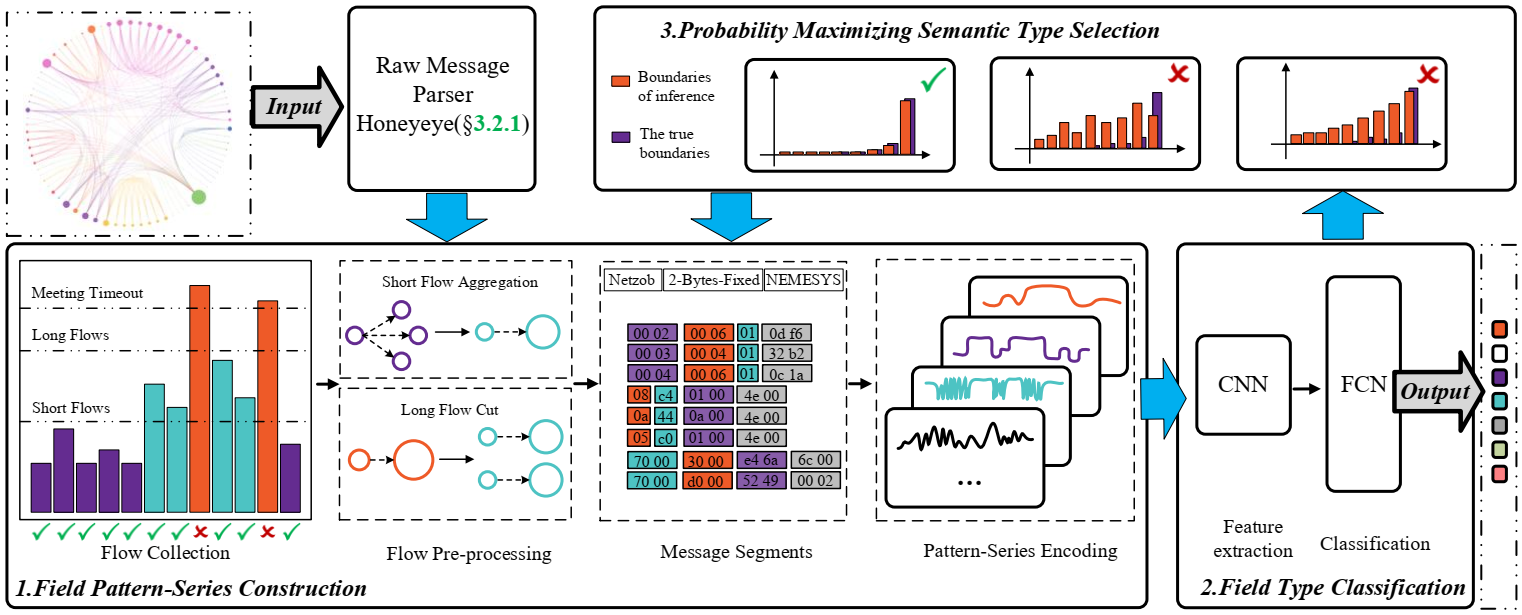 Input
Raw Message
Parser
Honeyeye(§3.2.1)
3.Probability Maximizing Semantic Type Selection
Boundaries
of inference
The true
boundaries
Meeting Timeout
Long Flows
Short Flows
Flow Collection
Short Flow Aggregation
Long Flow Cut
Flow Pre-processing
Netzob 2-Bytes-Fixed NEMESYS
00 02 00 06 01 0d f6
00 03 00 04 01 32 b2
00 04 00 06 01 0c 1a
08 c4 01 00 4e 00
0a 44 0a 00 4e 00
05 c0 01 00 4e 00
70 00 30 00 e4 6a 6c 00
70 00 d0 00 52 49 00 02
Message Segments
...
Pattern-Series Encoding
1.Field Pattern-Series Construction
CNN
FCN
Output
Feature
extraction
Classification
2.Field Type Classification